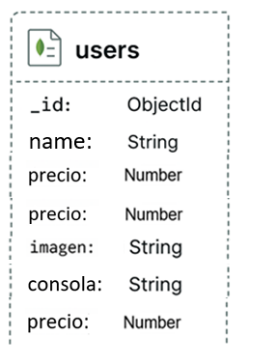 users
_id: ObjectId
name: String
precio: Number
precio: Number
imagen: String
consola: String
precio: Number